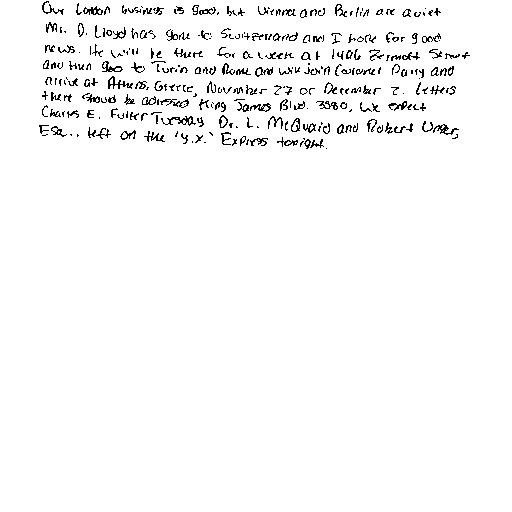 Our London business is good, but Vienna and Berlin are quiet
Mr. D. Lloyd has gone to Switzerland and I hope for good
news. He will be there for a week at 1496 Zermott Street
and then goes to Turin and Rome and will join Colonel Parry and
arrive at Athens, Greece, November 27 or December 2. Letters
there should be adressed King James Blvd. 3580. We expect
Charles E. Fuller Tuesday. Dr. L. McQuaid and Robert Unger,
Esq., left on the 'Y.X.' Express tonight.